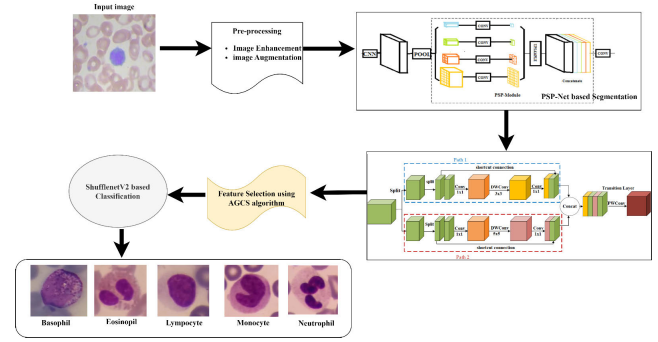 Input image
Pre-processing
• Image Enhancement
• image Augmentation
CNN
POOL
CONV
CONV
CONV
CONV
UPSAMPLE
CONV
Concatenate
PSP-Module
PSP-Net based Segmentation
Path 1
shortcut connection
Split
split
Conv
1x1
DWConv
3x3
Conv
1x1
Transition Layer
Concat
PWConv
Split
Conv
1x1
DWConv
5x5
Conv
1x1
shortcut connection
Path 2
Feature Selection using
AGCS algorithm
ShufflenetV2 based
Classification
Basophil
Eosinopil
Lympocyte
Monocyte
Neutrophil